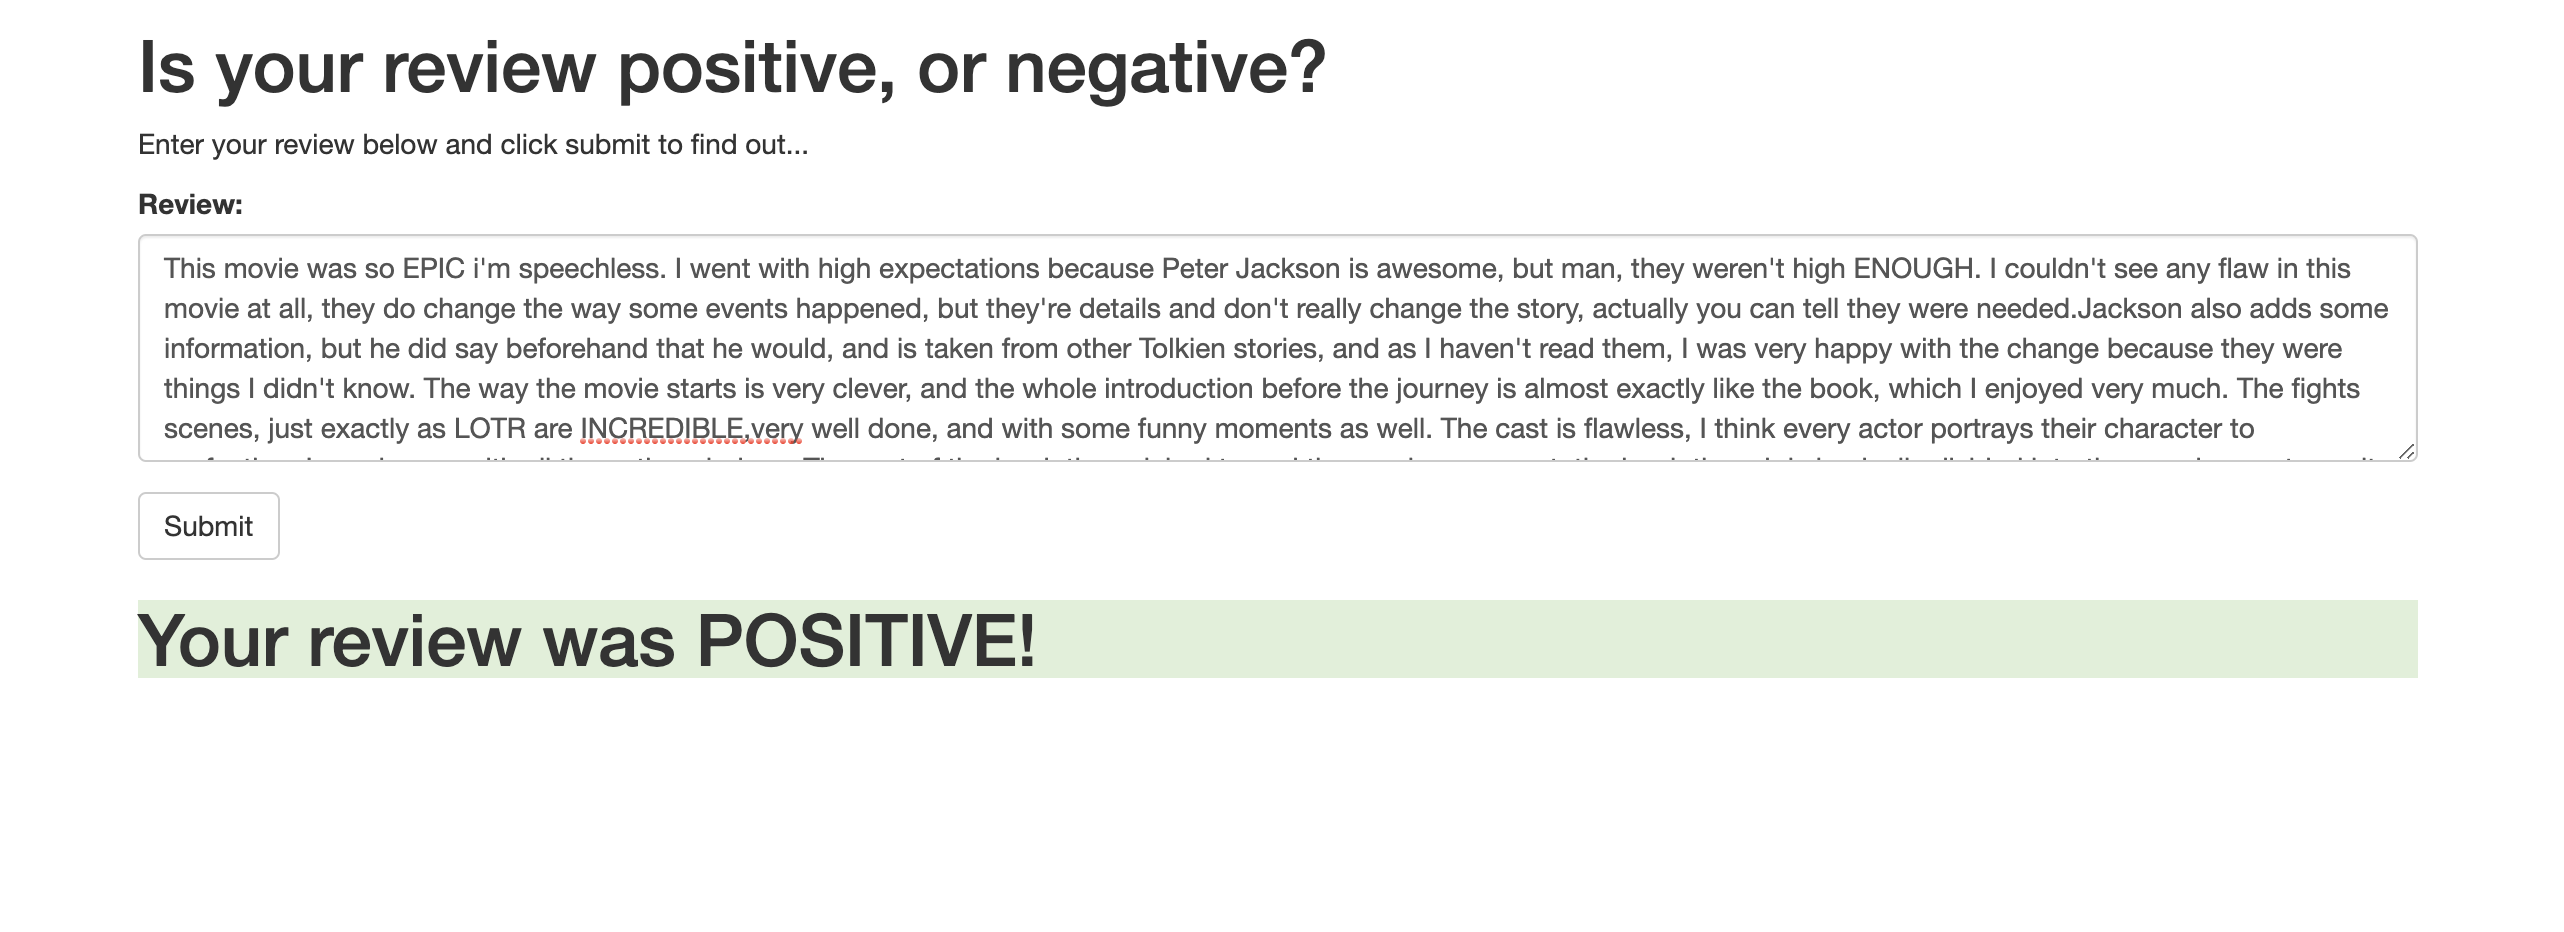 Is your review positive, or negative?
Enter your review below and click submit to find out...
Review:
This movie was so EPIC i'm speechless. I went with high expectations because Peter Jackson is awesome, but man, they weren't high ENOUGH. I couldn't see any flaw in this
movie at all, they do change the way some events happened, but they're details and don't really change the story, actually you can tell they were needed.Jackson also adds some
information, but he did say beforehand that he would, and is taken from other Tolkien stories, and as I haven't read them, I was very happy with the change because they were
things I didn't know. The way the movie starts is very clever, and the whole introduction before the journey is almost exactly like the book, which I enjoyed very much. The fights
scenes, just exactly as LOTR are INCREDIBLE,very well done, and with some funny moments as well. The cast is flawless, I think every actor portrays their character to
Submit
Your review was POSITIVE!